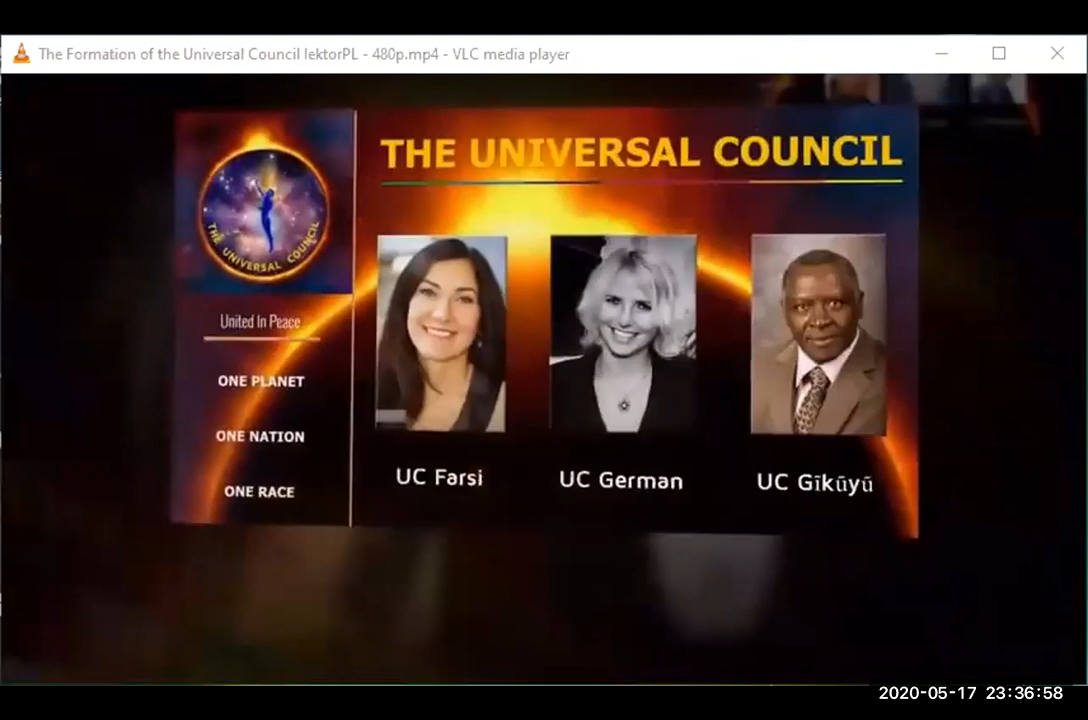 The Formation of the Universal Council lektorPL - 480p.mp4 - VLC media player
THE UNIVERSAL COUNCIL
THE UNIVERSAL COUNCIL
United In Peace
ONE PLANET
ONE NATION
ONE RACE
UC Farsi
UC German
UC Gĩkũyũ
2020-05-17 23:36:58